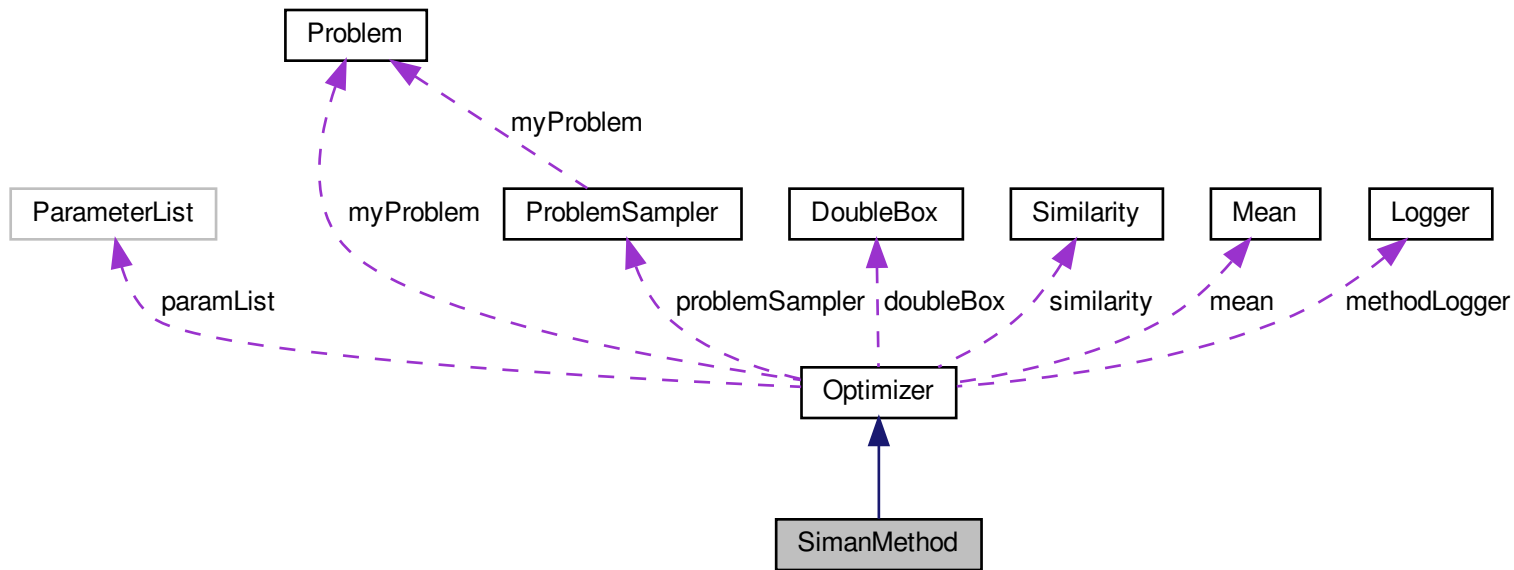 Problem
myProblem
ParameterList
myProblem
ProblemSampler
DoubleBox
Similarity
Mean
Logger
paramList
problemSampler
doubleBox
similarity
mean
methodLogger
Optimizer
SimanMethod